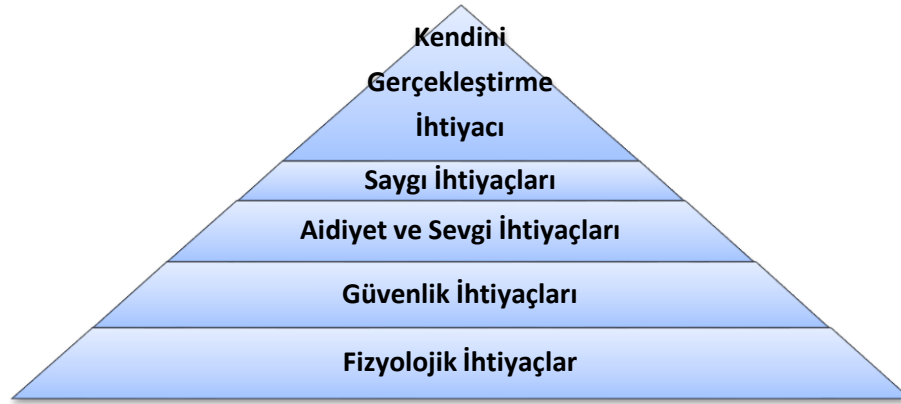 Kendini
Gerçekleştirme
İhtiyacı
Saygı İhtiyaçları
Aidiyet ve Sevgi İhtiyaçları
Güvenlik İhtiyaçları
Fizyolojik İhtiyaçlar